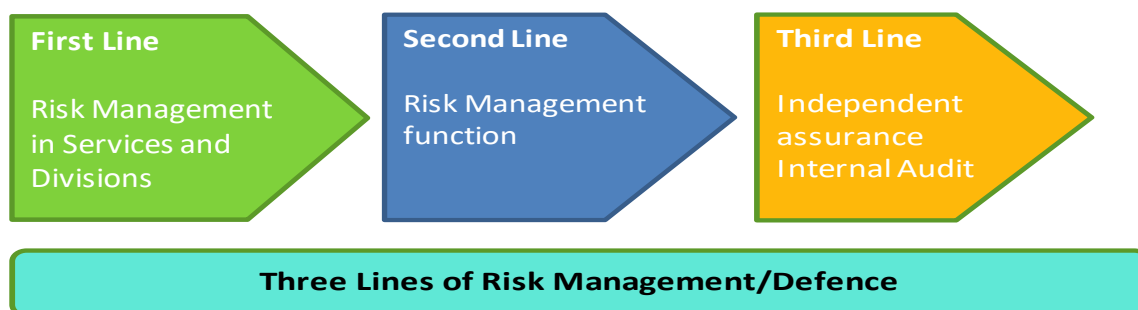 First Line
Risk Management
in Services and
Divisions
Second Line
Risk Management
function
Third Line
Independent
assurance
Internal Audit
Three Lines of Risk Management/Defence